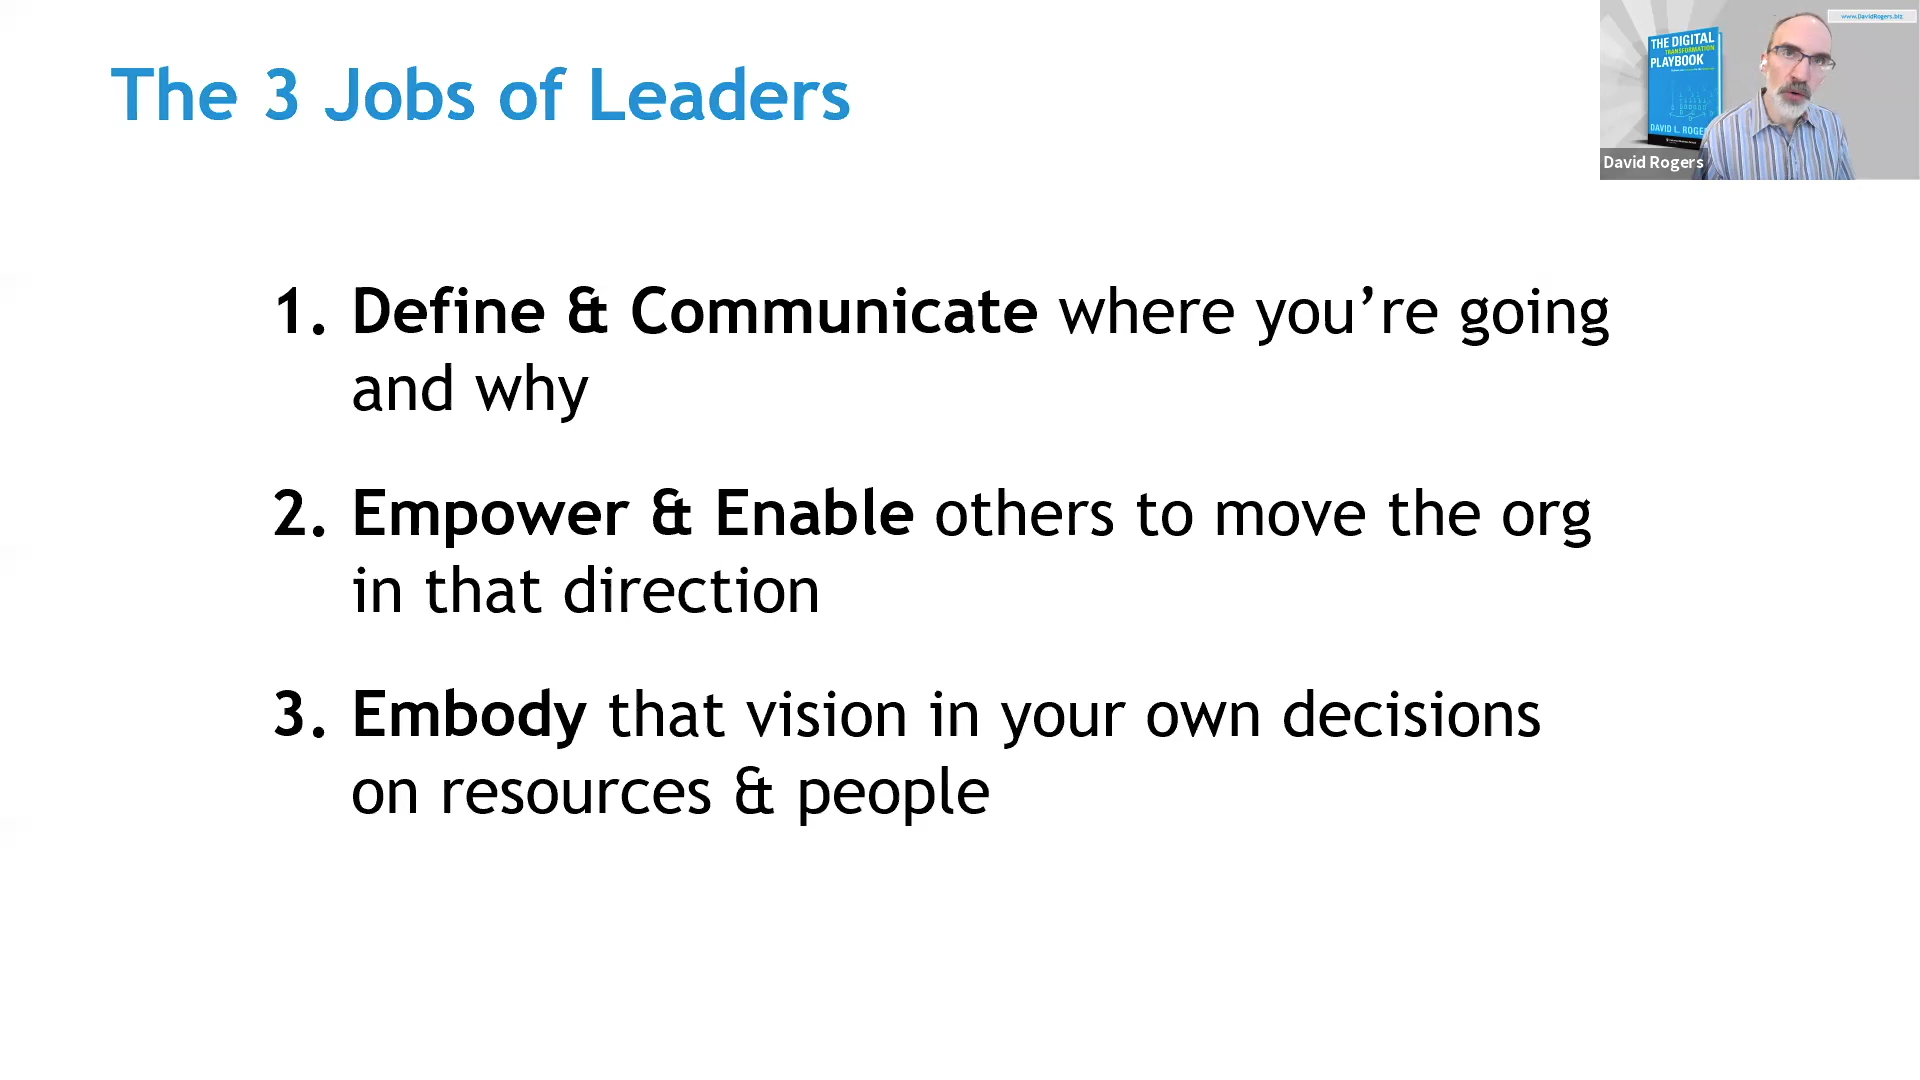 The 3 Jobs of Leaders
www.DavidRogers.biz
THE DIGITAL
TRANSFORMATION
PLAYBOOK
DAVID L. ROGE
David Rogers
1. Define & Communicate where you’re going
and why
2. Empower & Enable others to move the org
in that direction
3. Embody that vision in your own decisions
on resources & people